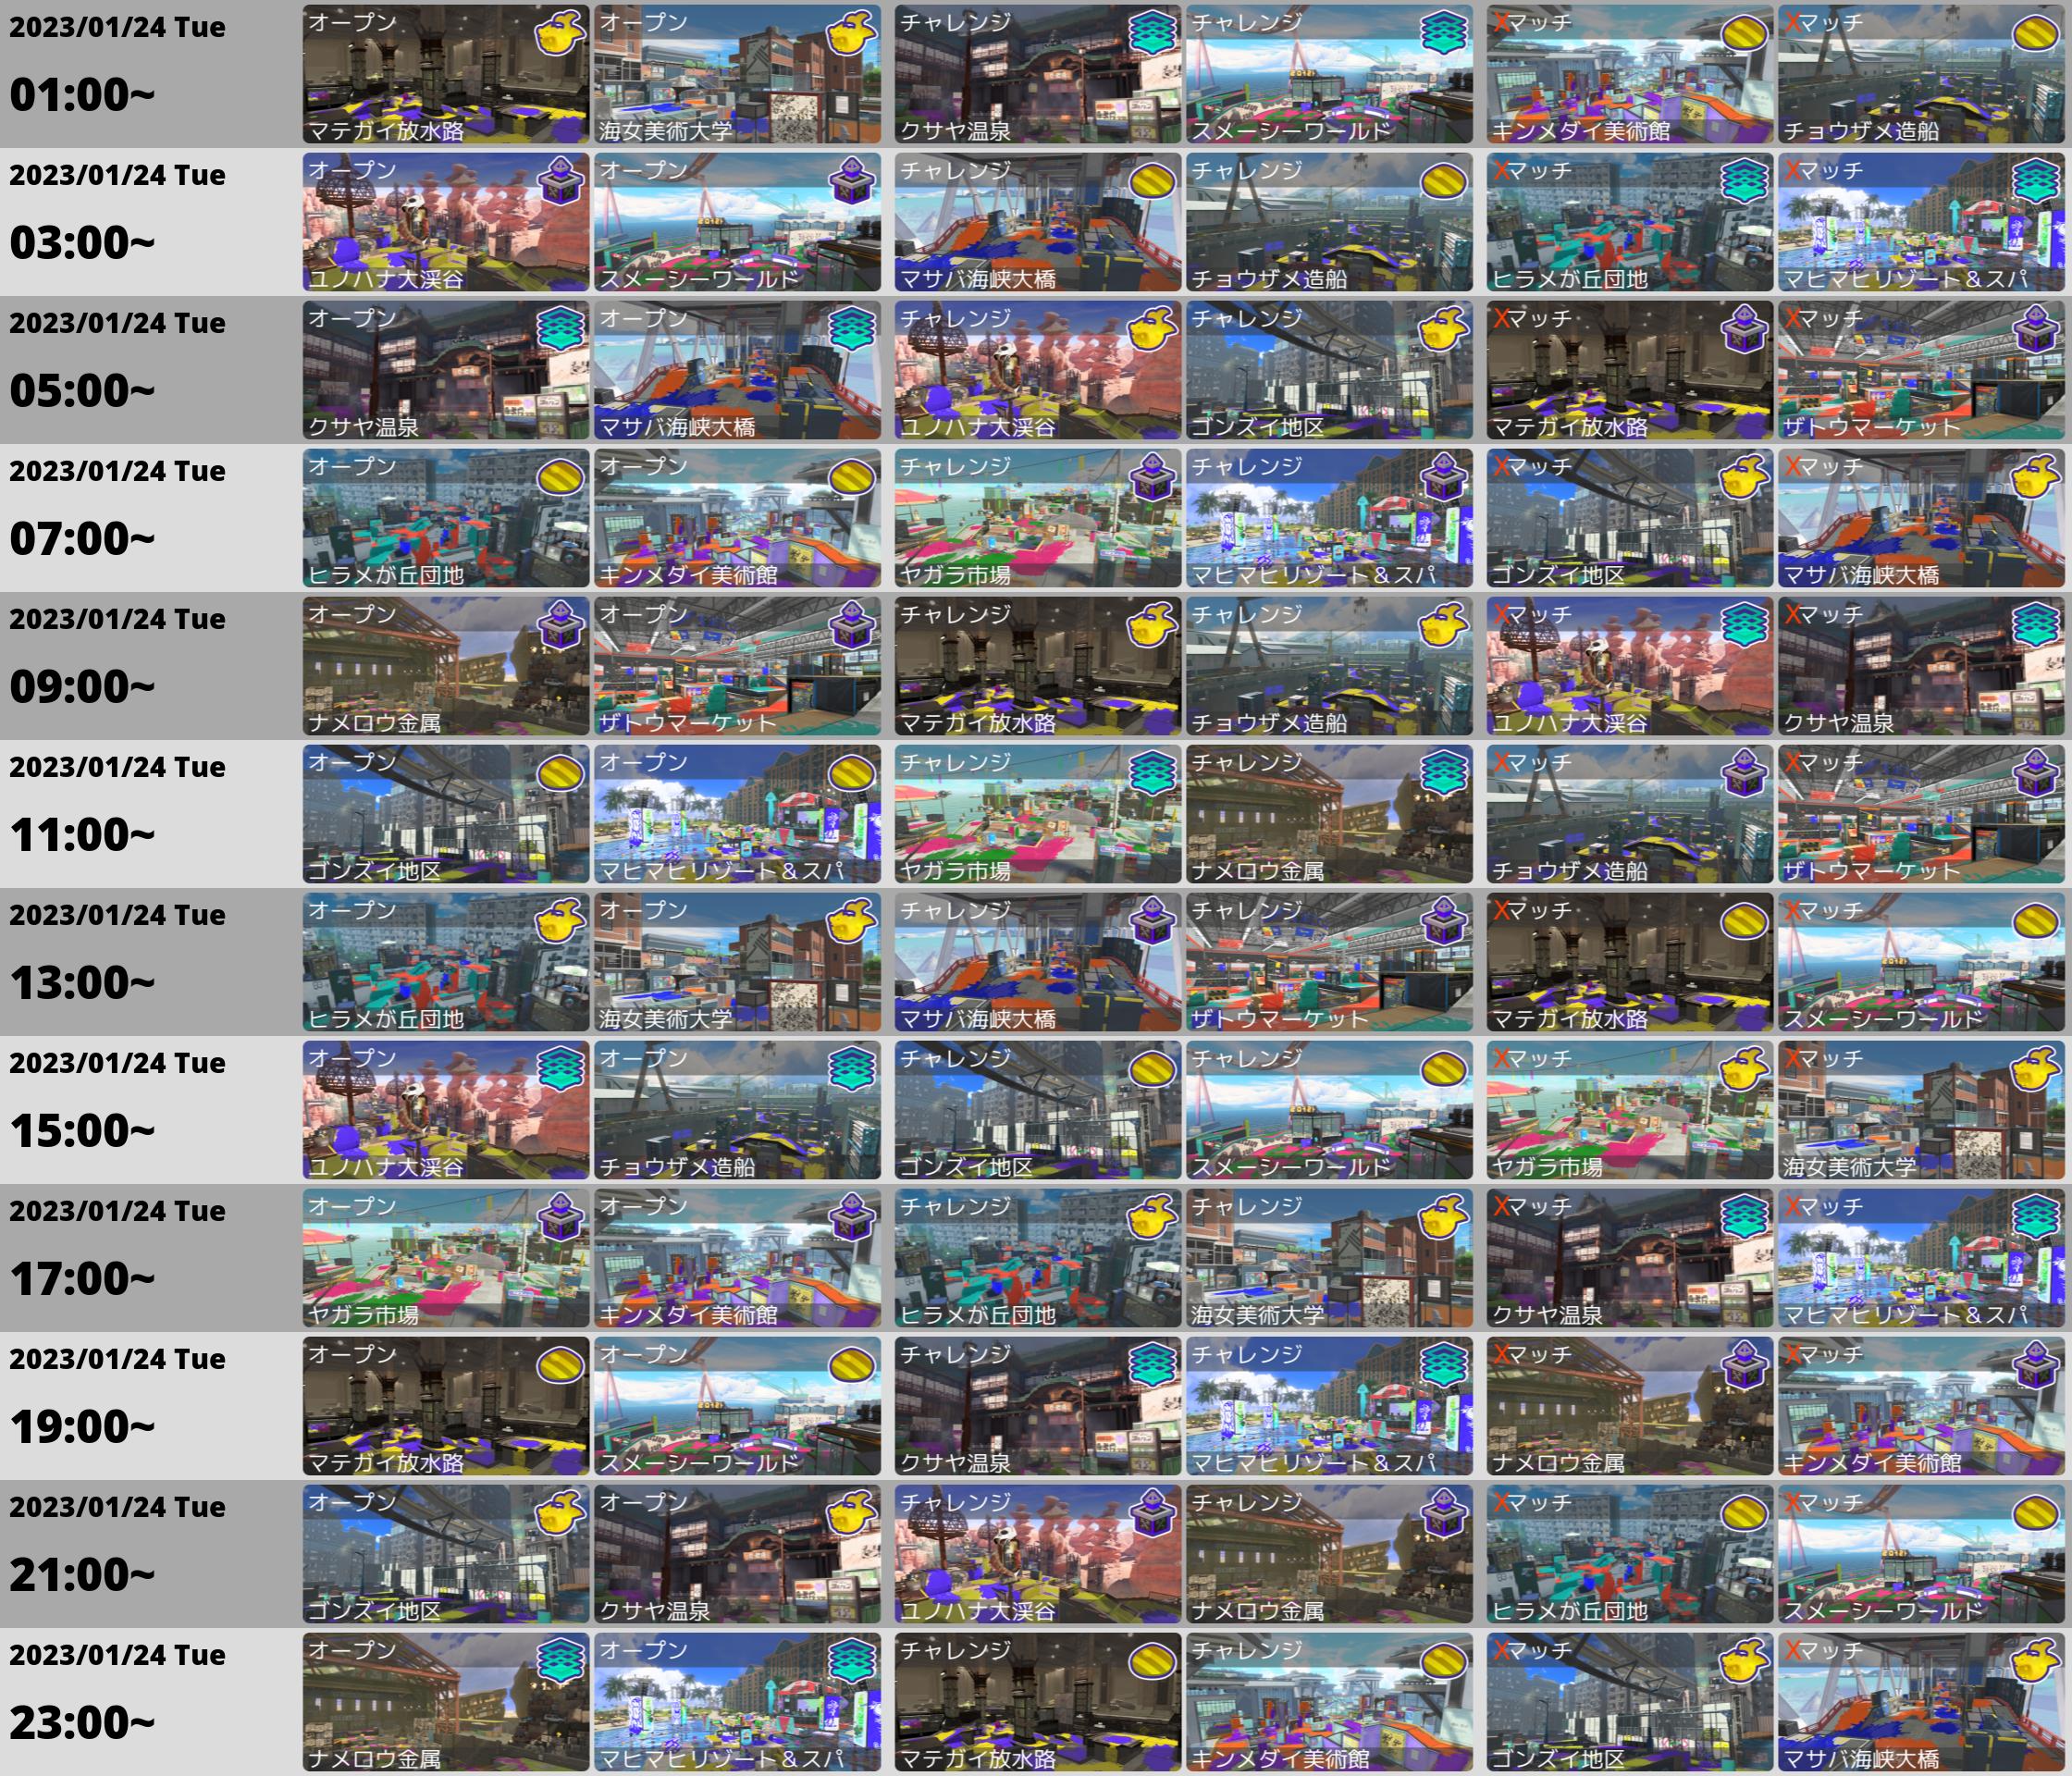 2023/01/24 Tue
01:00~
オープン
マテガイ放水路
オープン
海女美術大学
チャレンジ
クサヤ温泉
チャレンジ
スメーシーワールド
Xマッチ
キンメダイ美術館
Xマッチ
チョウザメ造船
2023/01/24 Tue
03:00~
オープン
ユノハナ大渓谷
オープン
スメーシーワールド
チャレンジ
マサバ海峡大橋
チャレンジ
チョウザメ造船
Xマッチ
ヒラメが丘団地
Xマッチ
マヒマヒリゾート＆スパ
2023/01/24 Tue
05:00~
オープン
クサヤ温泉
オープン
マサバ海峡大橋
チャレンジ
ユノハナ大渓谷
チャレンジ
ゴンズイ地区
Xマッチ
マテガイ放水路
Xマッチ
ザトウマーケット
2023/01/24 Tue
07:00~
オープン
ヒラメが丘団地
オープン
キンメダイ美術館
チャレンジ
ヤガラ市場
チャレンジ
マヒマヒリゾート＆スパ
Xマッチ
ゴンズイ地区
Xマッチ
マサバ海峡大橋
2023/01/24 Tue
09:00~
オープン
ナメロウ金属
オープン
ザトウマーケット
チャレンジ
マテガイ放水路
チャレンジ
チョウザメ造船
Xマッチ
ユノハナ大渓谷
Xマッチ
クサヤ温泉
2023/01/24 Tue
11:00~
オープン
ゴンズイ地区
オープン
マヒマヒリゾート＆スパ
チャレンジ
ヤガラ市場
チャレンジ
ナメロウ金属
Xマッチ
チョウザメ造船
Xマッチ
ザトウマーケット
2023/01/24 Tue
13:00~
オープン
ヒラメが丘団地
オープン
海女美術大学
チャレンジ
マサバ海峡大橋
チャレンジ
ザトウマーケット
Xマッチ
マテガイ放水路
Xマッチ
スメーシーワールド
2023/01/24 Tue
15:00~
オープン
ユノハナ大渓谷
オープン
チョウザメ造船
チャレンジ
ゴンズイ地区
チャレンジ
スメーシーワールド
Xマッチ
ヤガラ市場
Xマッチ
海女美術大学
2023/01/24 Tue
17:00~
オープン
ヤガラ市場
オープン
キンメダイ美術館
チャレンジ
ヒラメが丘団地
チャレンジ
海女美術大学
Xマッチ
クサヤ温泉
Xマッチ
マヒマヒリゾート＆スパ
2023/01/24 Tue
19:00~
オープン
マテガイ放水路
オープン
スメーシーワールド
チャレンジ
クサヤ温泉
チャレンジ
マヒマヒリゾート＆スパ
Xマッチ
ナメロウ金属
Xマッチ
キンメダイ美術館
2023/01/24 Tue
21:00~
オープン
ゴンズイ地区
オープン
クサヤ温泉
チャレンジ
ユノハナ大渓谷
チャレンジ
ナメロウ金属
Xマッチ
ヒラメが丘団地
Xマッチ
スメーシーワールド
2023/01/24 Tue
23:00~
オープン
ナメロウ金属
オープン
マヒマヒリゾート＆スパ
チャレンジ
マテガイ放水路
チャレンジ
キンメダイ美術館
Xマッチ
ゴンズイ地区
Xマッチ
マサバ海峡大橋